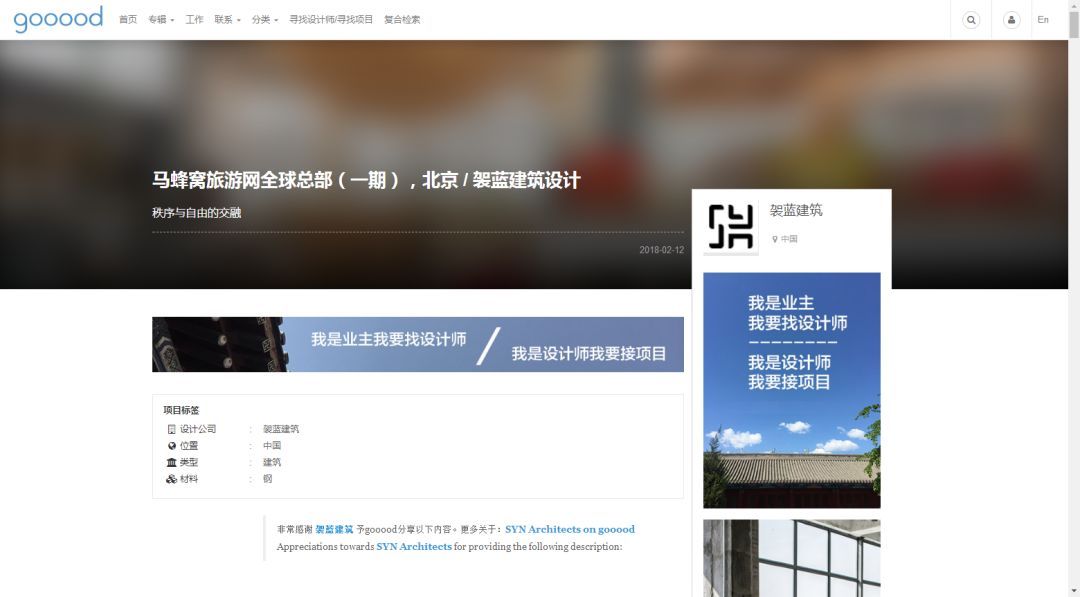 gooood
首页 专辑 工作 联系 分类 寻找设计师/寻找项目 复合检索
En
马蜂窝旅游网全球总部（一期），北京 / 袈蓝建筑设计
秩序与自由的交融
2018-02-12
袈蓝建筑
中国
我是业主我要找设计师 / 我是设计师我要接项目
我是业主
我要找设计师
我是设计师
我要接项目
项目标签
设计公司 : 袈蓝建筑
位置 : 中国
类型 : 建筑
材料 : 钢
非常感谢 袈蓝建筑 予gooood分享以下内容。更多关于：SYN Architects on gooood
Appreciations towards SYN Architects for providing the following description: